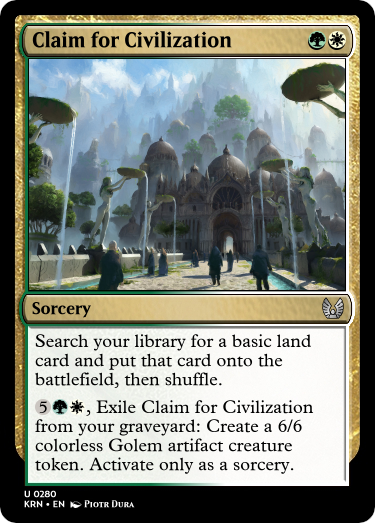 Claim for Civilization
Sorcery
Search your library for a basic land
card and put that card onto the
battlefield, then shuffle.
5, Exile Claim for Civilization
from your graveyard: Create a 6/6
colorless Golem artifact creature
token. Activate only as a sorcery.
U 0280
KRN • EN Piotr Dura